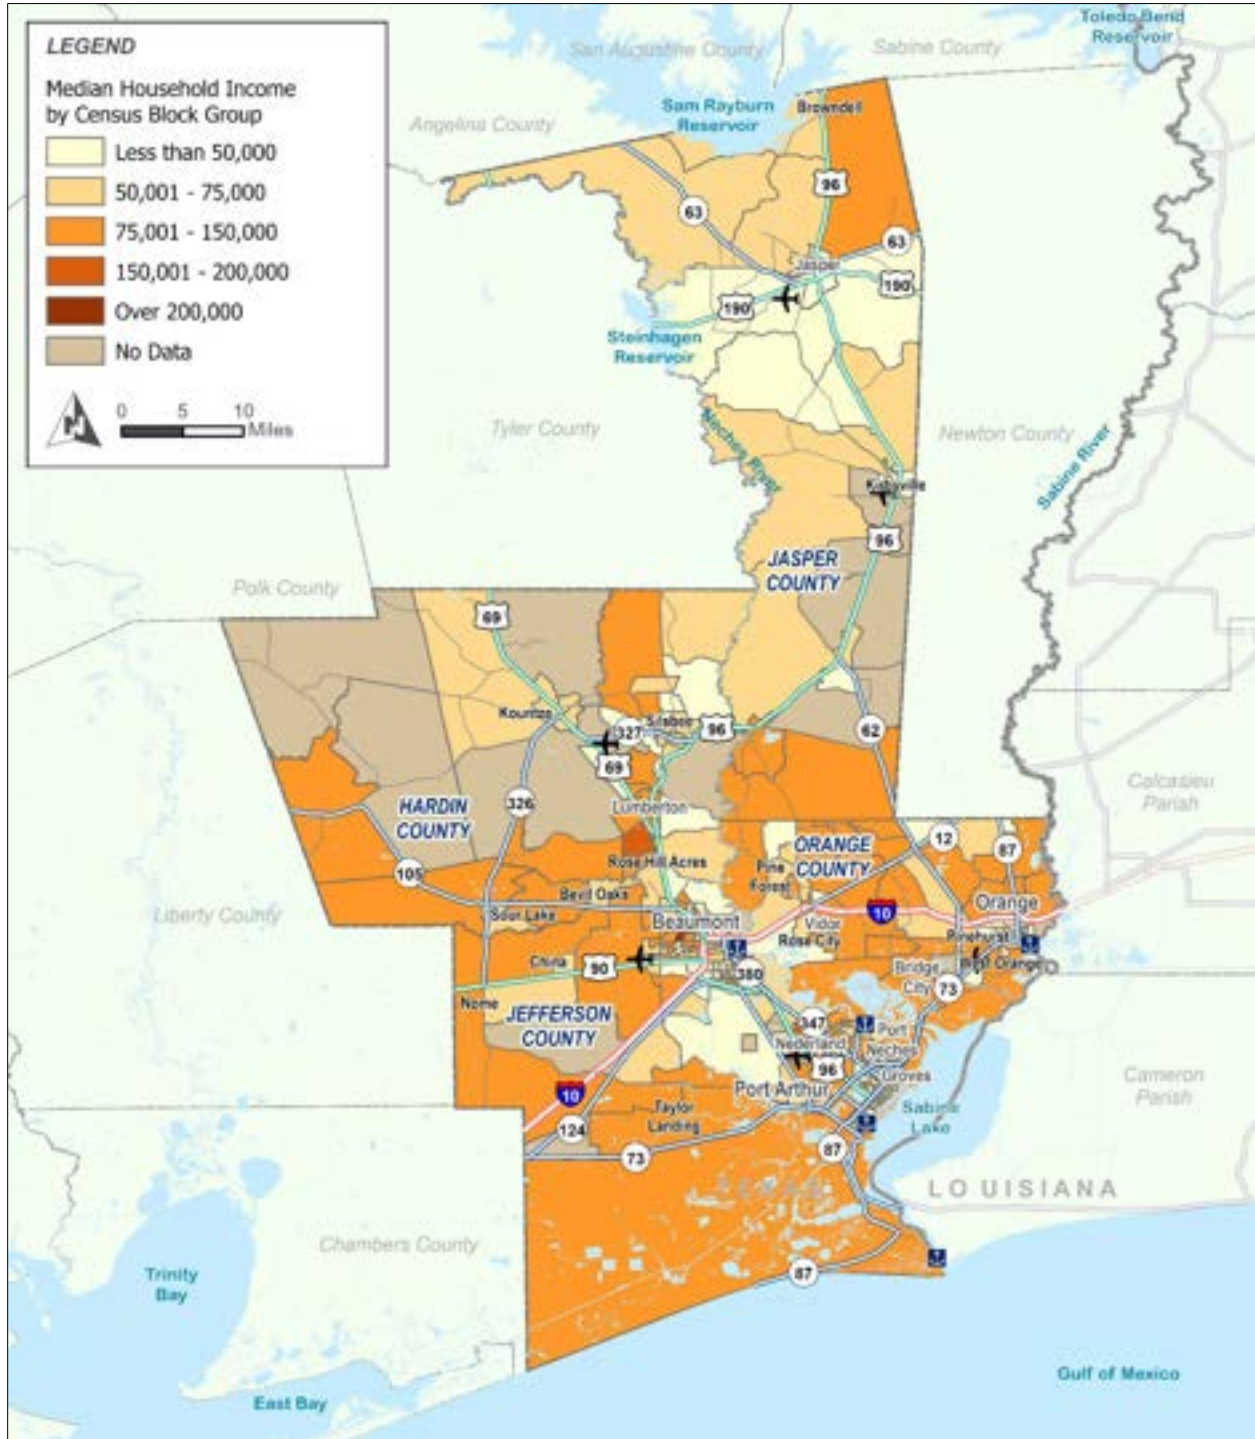 LEGEND
Median Household Income
by Census Block Group
Less than 50,000
50,001 - 75,000
75,001 - 150,000
150,001 - 200,000
Over 200,000
No Data
N
0 5 10
Miles
Toledo Bend
Reservoir
San Augustine County
Sabine County
Sam Rayburn
Reservoir
Browndell
Angelina County
96
63
63
Jasper
190
190
Steinhagen
Reservoir
Tyler County
Neches River
Newton County
Sabine River
Kirbyville
96
JASPER
COUNTY
Polk County
69
Kountze
327
Silsbee
96
62
69
Calcasieu
Parish
HARDIN
COUNTY
326
Lumberton
ORANGE
COUNTY
12
87
Rose Hill Acres
Pine
Forest
105
Bevil Oaks
Liberty County
Sour Lake
Beaumont
10
Orange
Vidor
Rose City
Pinehurst
West Orange
China
90
380
Bridge
City
73
Nome
JEFFERSON
COUNTY
347
Port
Neches
Nederland
96
Groves
10
Port Arthur
Cameron
Parish
Taylor
Landing
Sabine
Lake
124
73
87
TEXAS
LOUISIANA
Chambers County
Trinity
Bay
87
East Bay
Gulf of Mexico